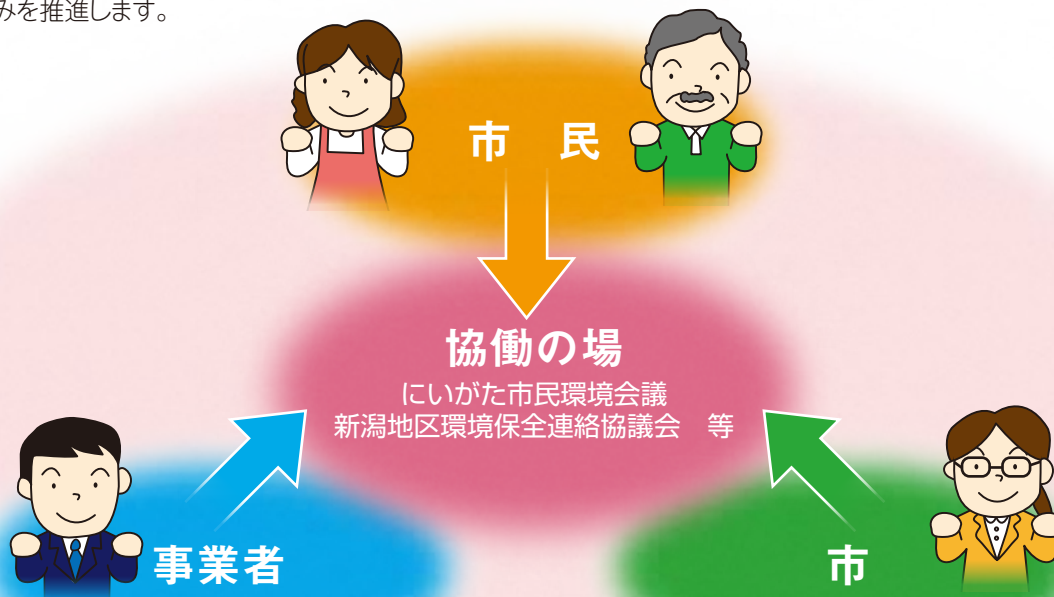 みを推進します。
市　民
協働の場
にいがた市民環境会議
新潟地区環境保全連絡協議会　等
事業者
市